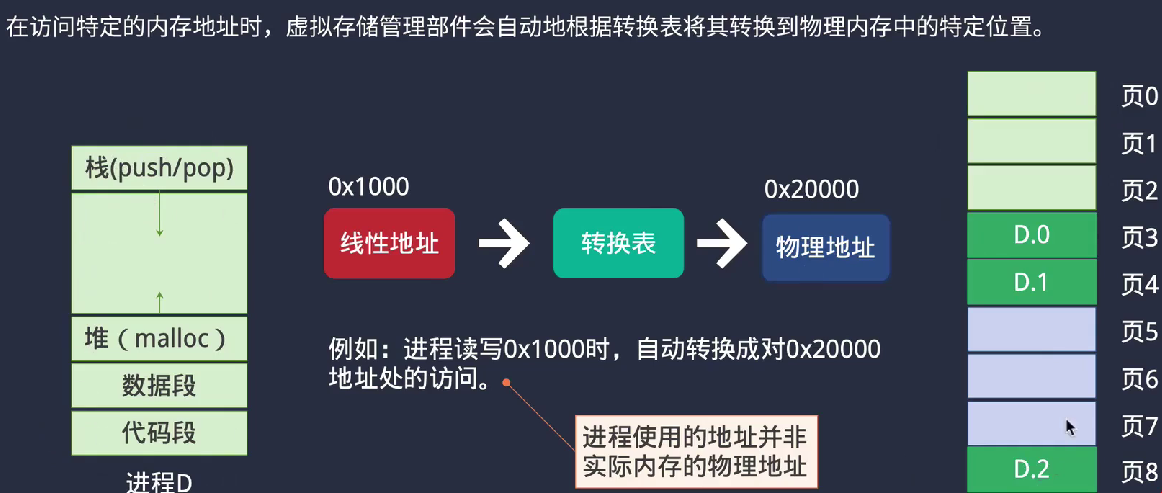 在访问特定的内存地址时，虚拟存储管理部件会自动地根据转换表将其转换到物理内存中的特定位置。
栈(push/pop)
堆（malloc）
数据段
代码段
进程D
0x1000
线性地址
转换表
0x20000
物理地址
例如：进程读写0x1000时，自动转换成对0x20000
地址处的访问。
进程使用的地址并非
实际内存的物理地址
页0
页1
页2
D.0 页3
D.1 页4
页5
页6
页7
D.2 页8